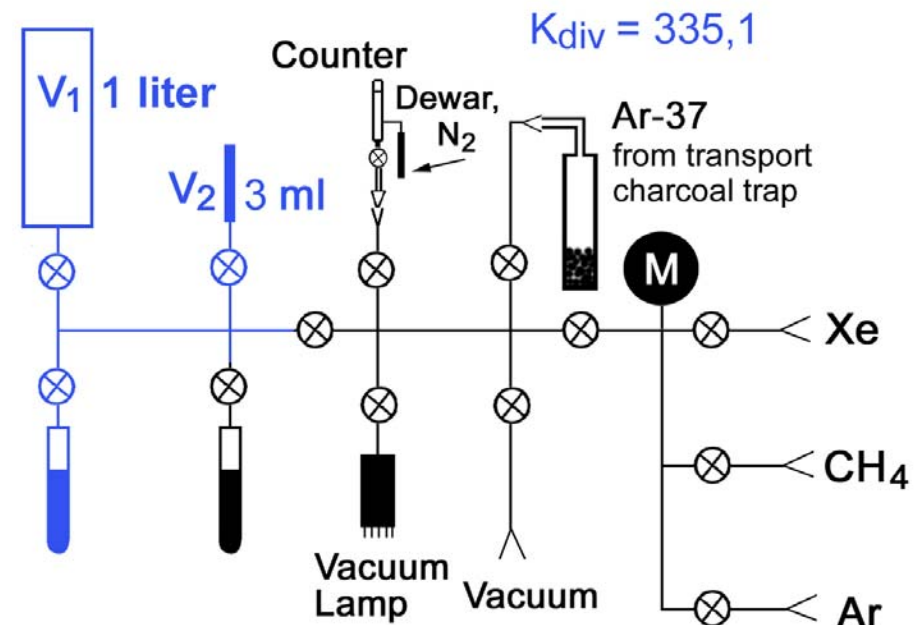 K_div = 335,1
Counter
V₁ 1 liter
Dewar,
N₂
Ar-37
from transport
charcoal trap
V₂ 3 ml
M
Xe
CH₄
Vacuum
Lamp
Vacuum
Ar